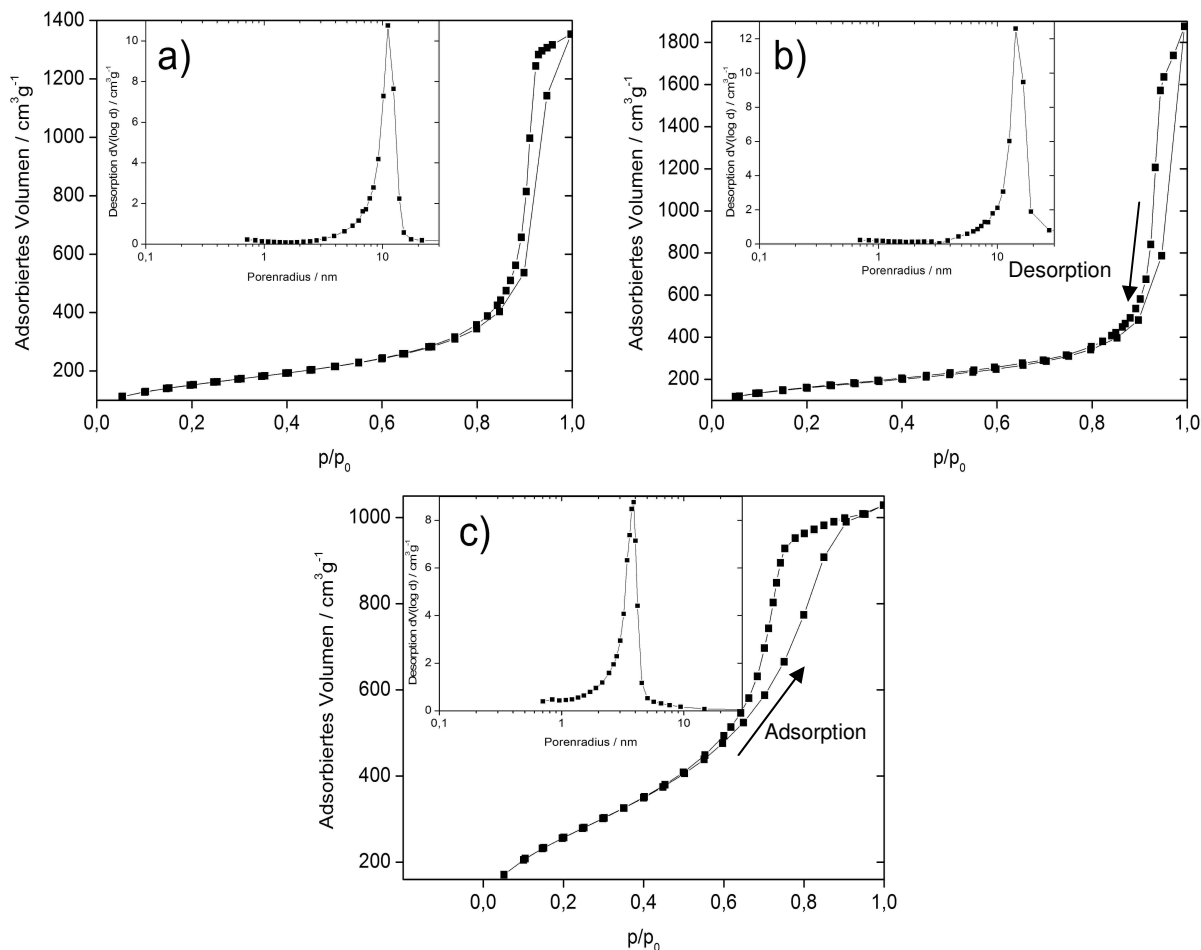 a)
Adsorbiertes Volumen / cm³g⁻¹
1400
1200
1000
800
600
400
200
0,0 0,2 0,4 0,6 0,8 1,0
p/p₀
Desorption dV(log d) / cm³g⁻¹
10
8
6
4
2
0
0,1 1 10
Porenradius / nm
b)
Adsorbiertes Volumen / cm³g⁻¹
1800
1600
1400
1200
1000
800
600
400
200
0,0 0,2 0,4 0,6 0,8 1,0
p/p₀
Desorption dV(log d) / cm³g⁻¹
12
10
8
6
4
2
0
0,1 1 10
Porenradius / nm
Desorption
c)
Adsorbiertes Volumen / cm³g⁻¹
1000
800
600
400
200
0,0 0,2 0,4 0,6 0,8 1,0
p/p₀
Desorption dV(log d) / cm³g⁻¹
8
6
4
2
0
0,1 1 10
Porenradius / nm
Adsorption